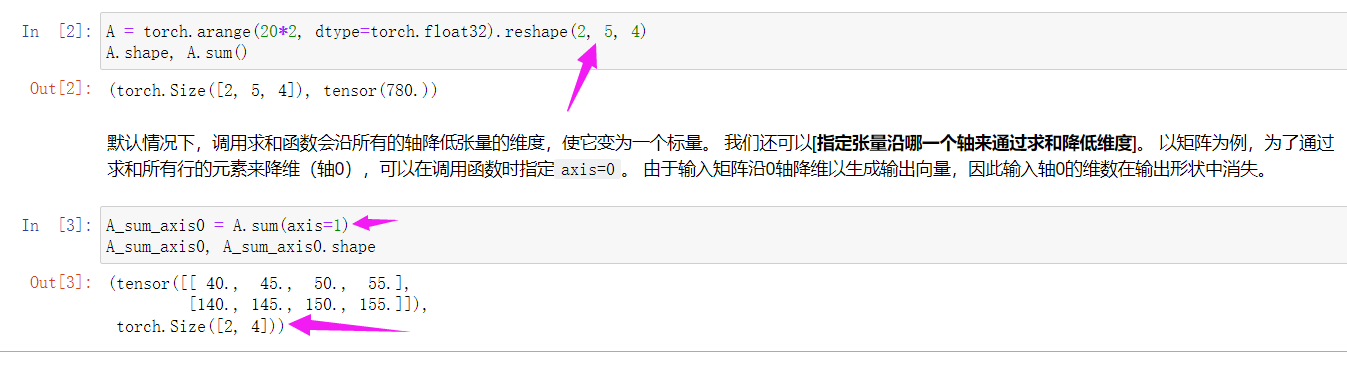 In [2]: A = torch.arange(20*2, dtype=torch.float32).reshape(2, 5, 4)
A.shape, A.sum()
Out[2]: (torch.Size([2, 5, 4]), tensor(780.))
默认情况下，调用求和函数会沿所有的轴降低张量的维度，使它变为一个标量。 我们还可以[指定张量沿哪一个轴来通过求和降低维度]。 以矩阵为例，为了通过
求和所有行的元素来降维（轴0），可以在调用函数时指定 axis=0 。 由于输入矩阵沿0轴降维以生成输出向量，因此输入轴0的维数在输出形状中消失。
In [3]: A_sum_axis0 = A.sum(axis=1)
A_sum_axis0, A_sum_axis0.shape
Out[3]: (tensor([[ 40.,  45.,  50.,  55.],
[140., 145., 150., 155.]]),
torch.Size([2, 4]))